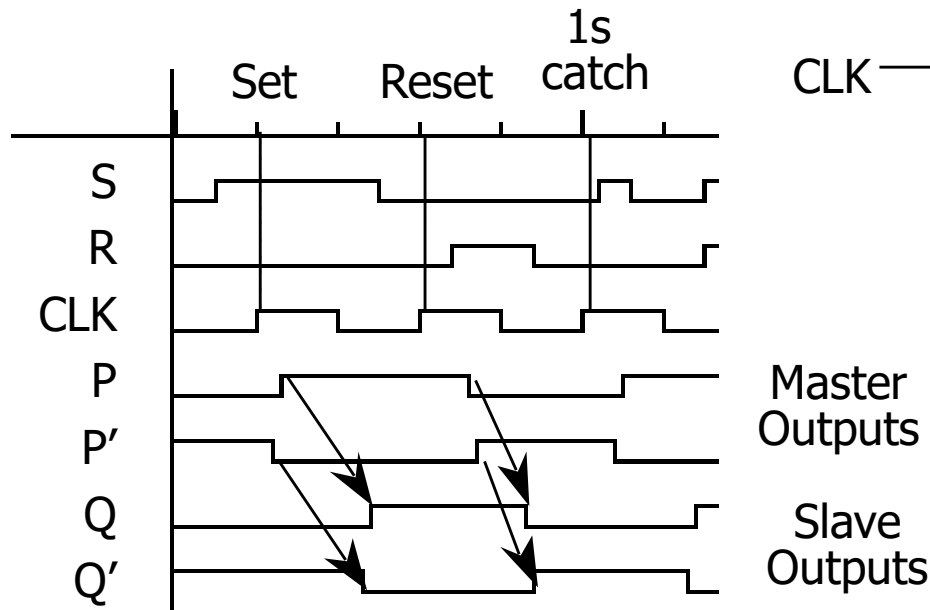 1s
catch
Set
Reset
CLK
S
R
CLK
P
P′
Q
Q′
Master
Outputs
Slave
Outputs